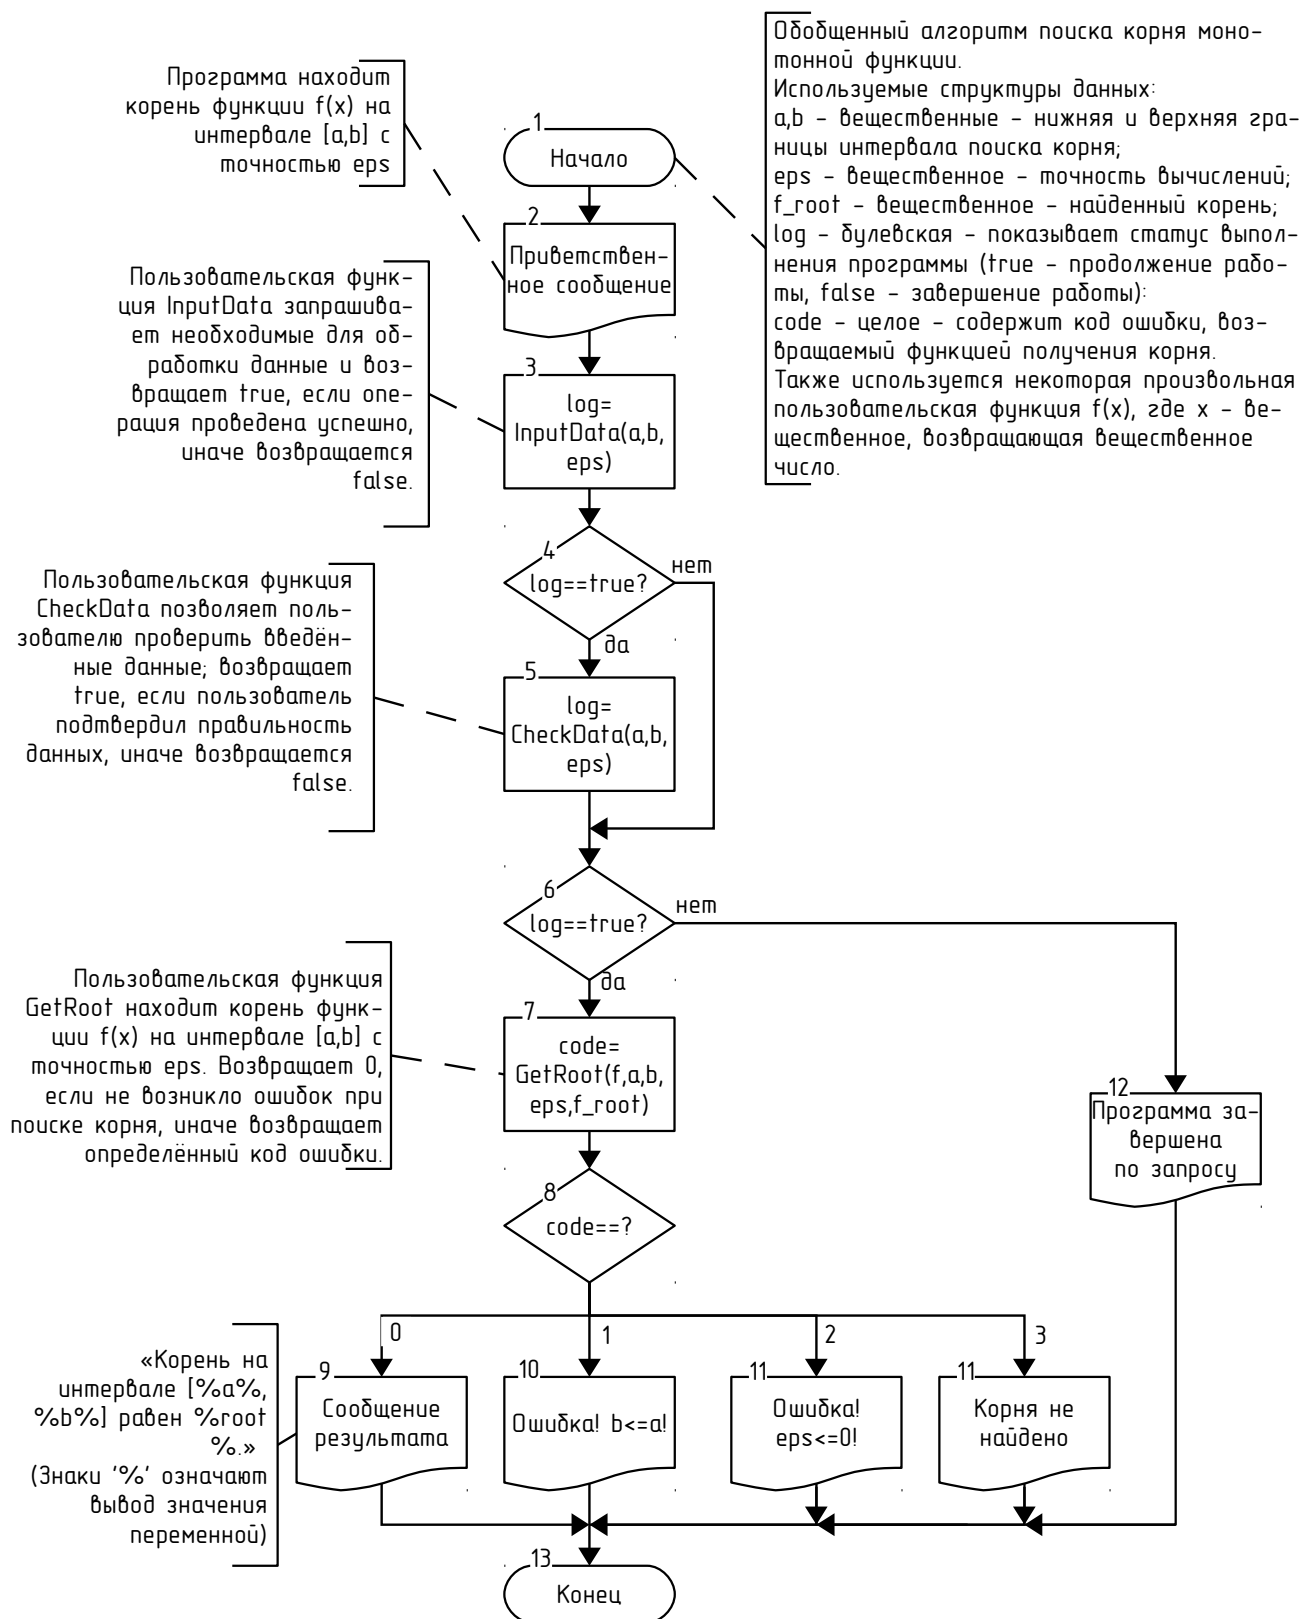 Обобщенный алгоритм поиска корня моно-
тонной функции.
Используемые структуры данных:
a,b - вещественные - нижняя и верхняя гра-
ницы интервала поиска корня;
eps - вещественное - точность вычислений;
f_root - вещественное - найденный корень;
log - булевская - показывает статус выпол-
нения программы (true - продолжение рабо-
ты, false - завершение работы):
code - целое - содержит код ошибки, воз-
вращаемый функцией получения корня.
Также используется некоторая произвольная
пользовательская функция f(x), где x - ве-
щественное, возвращающая вещественное
число.
Программа находит
корень функции f(x) на
интервале [a,b] с
точностью eps
1
Начало
2
Приветствен-
ное сообщение
Пользовательская функ-
ция InputData запрашива-
ет необходимые для об-
работки данные и воз-
вращает true, если опе-
рация проведена успешно,
иначе возвращается
false.
3
log=
InputData(a,b,
eps)
4
log==true?
нет
да
Пользовательская функция
CheckData позволяет поль-
зователю проверить введён-
ные данные; возвращает
true, если пользователь
подтвердил правильность
данных, иначе возвращается
false.
5
log=
CheckData(a,b,
eps)
6
log==true?
нет
да
Пользовательская функция
GetRoot находит корень функ-
ции f(x) на интервале [a,b] с
точностью eps. Возвращает 0,
если не возникло ошибок при
поиске корня, иначе возвращает
определённый код ошибки.
7
code=
GetRoot(f,a,b,
eps,f_root)
12
Программа за-
вершена
по запросу
8
code==?
0
1
2
3
«Корень на
интервале [%a%,
%b%] равен %root
%.»
(Знаки '%' означают
вывод значения
переменной)
9
Сообщение
результата
10
Ошибка! b<=a!
11
Ошибка!
eps<=0!
11
Корня не
найдено
13
Конец